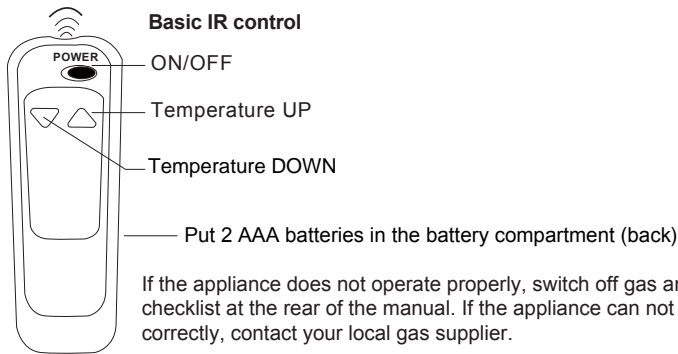 Basic IR control
POWER
ON/OFF
Temperature UP
Temperature DOWN
Put 2 AAA batteries in the battery compartment (back)
If the appliance does not operate properly, switch off gas
checklist at the rear of the manual. If the appliance can not
correctly, contact your local gas supplier.